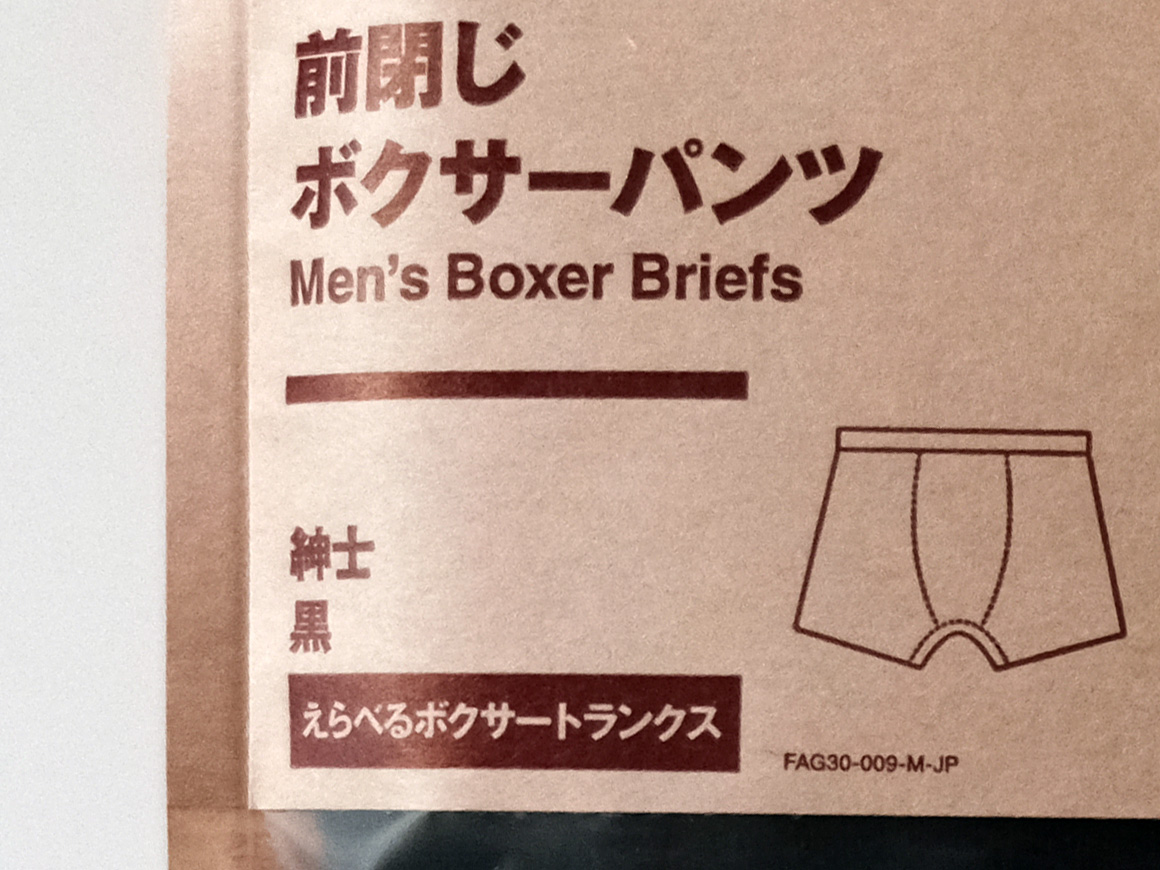 前閉じ
ボクサーパンツ
Men's Boxer Briefs
紳士
黒
えらべるボクサートランクス
FAG30-009-M-JP